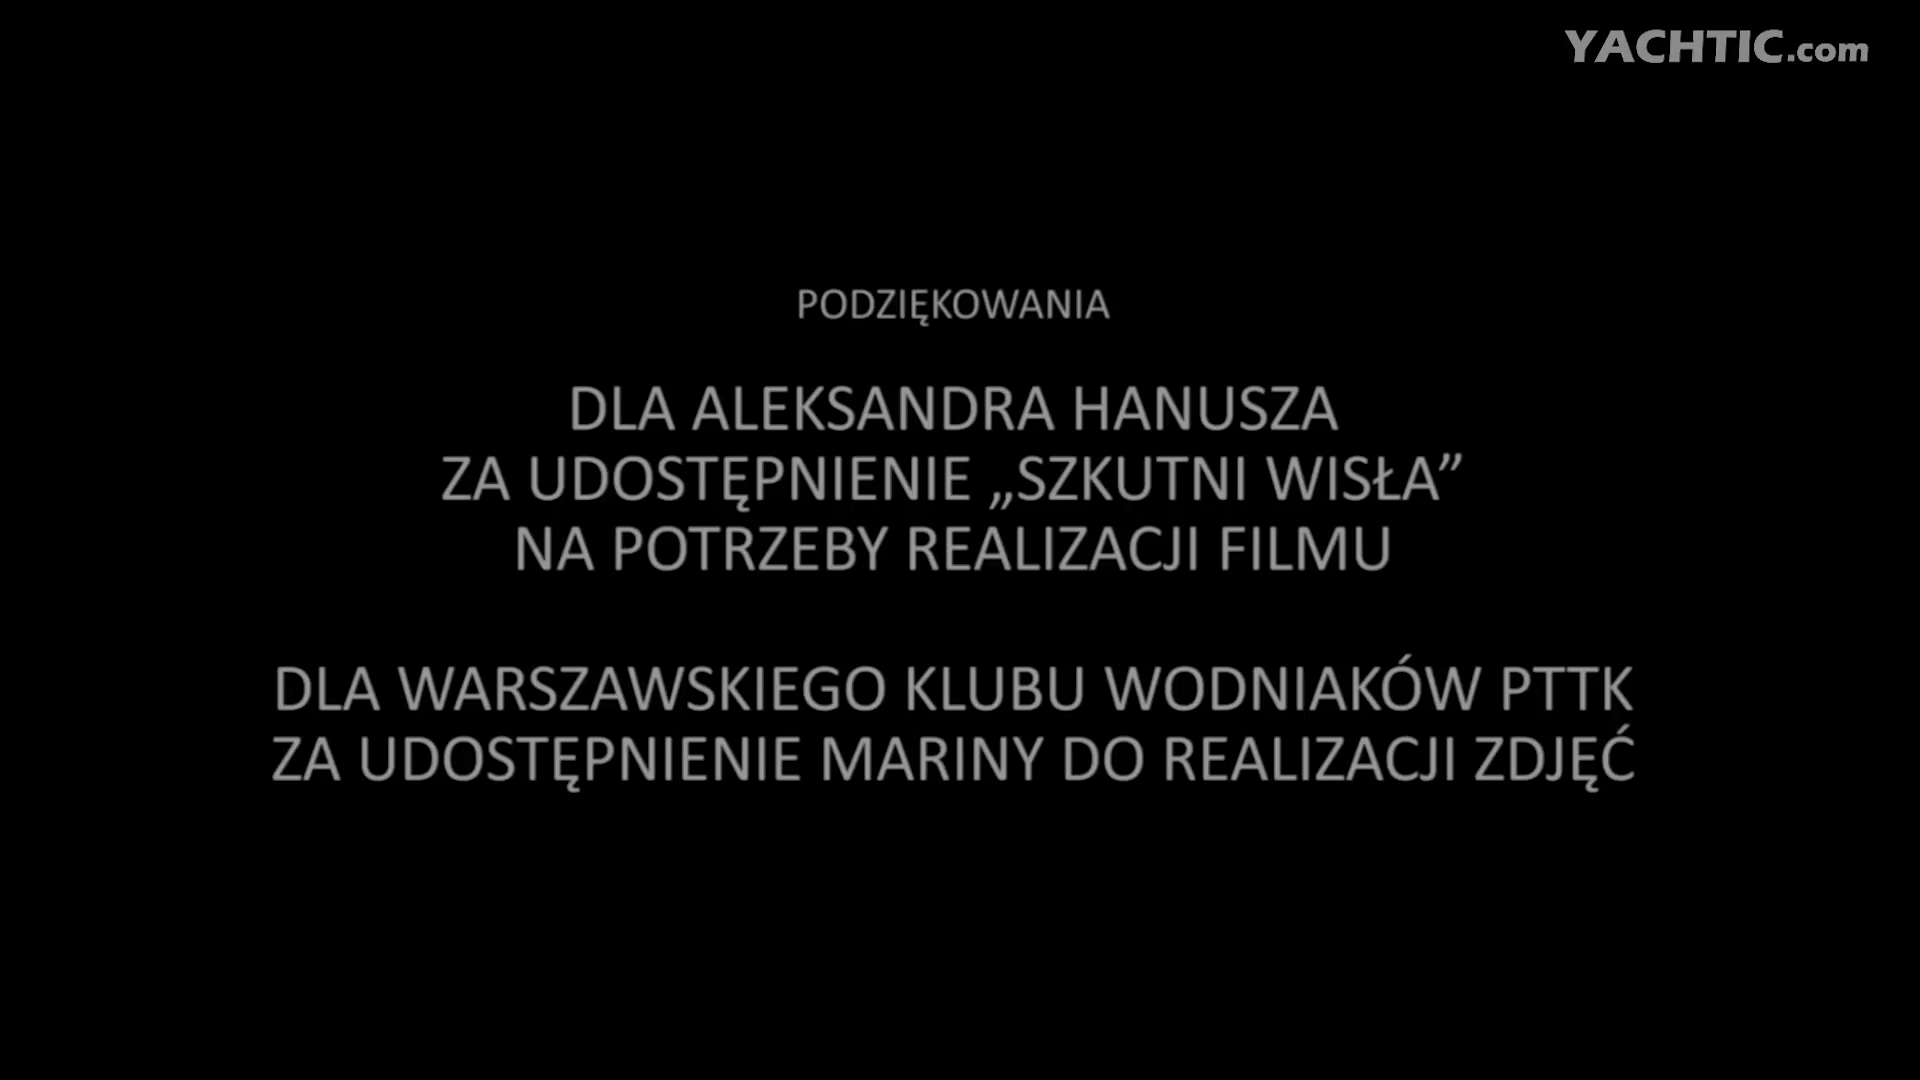 YACHTIC.com
PODZIĘKOWANIA
DLA ALEKSANDRA HANUSZA
ZA UDOSTĘPNIENIE „SZKUTNI WISŁA”
NA POTRZEBY REALIZACJI FILMU
DLA WARSZAWSKIEGO KLUBU WODNIAKÓW PTTK
ZA UDOSTĘPNIENIE MARINY DO REALIZACJI ZDJĘĆ